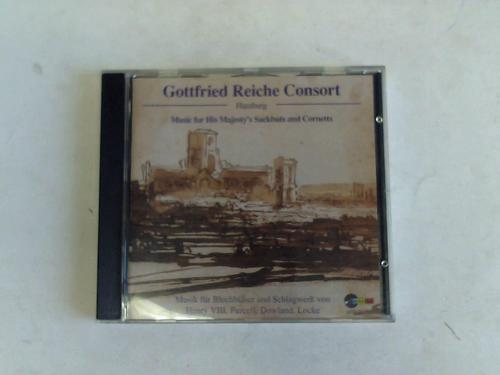 Gottfried Reiche Consort
Hamburg
Music for His Majesty's Sackbuts and Cornetts
Musik für Blechbläser und Schlagwerk von
Henry VIII, Purcell, Dowland, Locke